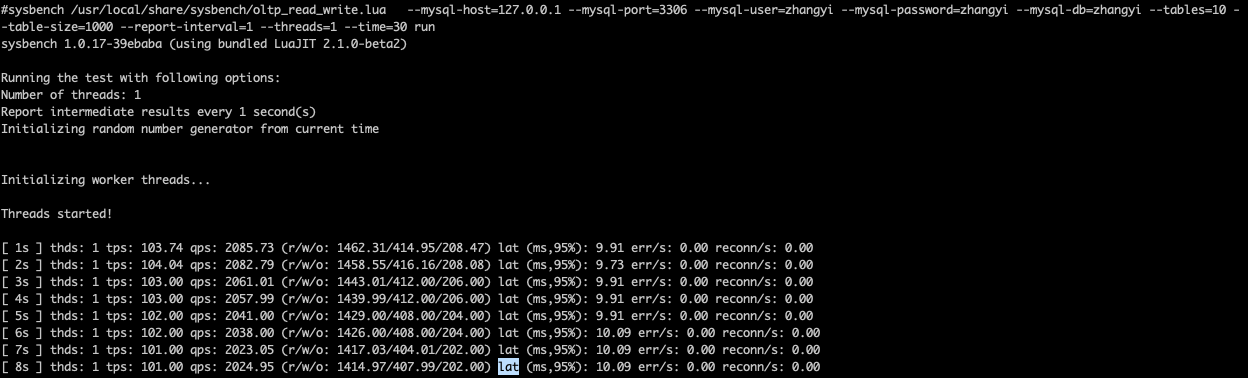 #sysbench /usr/local/share/sysbench/oltp_read_write.lua   --mysql-host=127.0.0.1 --mysql-port=3306 --mysql-user=zhangyi --mysql-password=zhangyi --mysql-db=zhangyi --tables=10 -
-table-size=1000 --report-interval=1 --threads=1 --time=30 run
sysbench 1.0.17-39ebaba (using bundled LuaJIT 2.1.0-beta2)
Running the test with following options:
Number of threads: 1
Report intermediate results every 1 second(s)
Initializing random number generator from current time
Initializing worker threads...
Threads started!
[ 1s ] thds: 1 tps: 103.74 qps: 2085.73 (r/w/o: 1462.31/414.95/208.47) lat (ms,95%): 9.91 err/s: 0.00 reconn/s: 0.00
[ 2s ] thds: 1 tps: 104.04 qps: 2082.79 (r/w/o: 1458.55/416.16/208.08) lat (ms,95%): 9.73 err/s: 0.00 reconn/s: 0.00
[ 3s ] thds: 1 tps: 103.00 qps: 2061.01 (r/w/o: 1443.01/412.00/206.00) lat (ms,95%): 9.91 err/s: 0.00 reconn/s: 0.00
[ 4s ] thds: 1 tps: 103.00 qps: 2057.99 (r/w/o: 1439.99/412.00/206.00) lat (ms,95%): 9.91 err/s: 0.00 reconn/s: 0.00
[ 5s ] thds: 1 tps: 102.00 qps: 2041.00 (r/w/o: 1429.00/408.00/204.00) lat (ms,95%): 9.91 err/s: 0.00 reconn/s: 0.00
[ 6s ] thds: 1 tps: 102.00 qps: 2038.00 (r/w/o: 1426.00/408.00/204.00) lat (ms,95%): 10.09 err/s: 0.00 reconn/s: 0.00
[ 7s ] thds: 1 tps: 101.00 qps: 2023.05 (r/w/o: 1417.03/404.01/202.00) lat (ms,95%): 10.09 err/s: 0.00 reconn/s: 0.00
[ 8s ] thds: 1 tps: 101.00 qps: 2024.95 (r/w/o: 1414.97/407.99/202.00) lat (ms,95%): 10.09 err/s: 0.00 reconn/s: 0.00